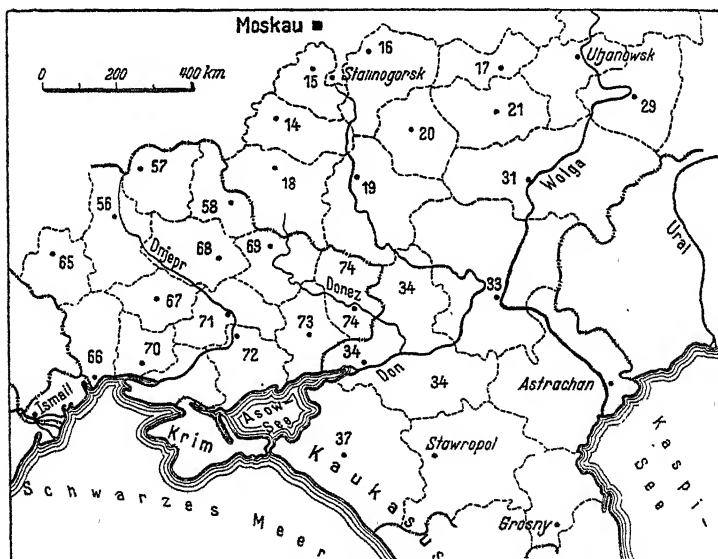 Moskau
0 200 400 km
16
15
Stalinogorsk
17
Uljanowsk
29
14
20
21
57
18
19
31
Wolga
56
58
Dnjepr
68
69
65
74
34
Ural
67
Donez
33
71
74
73
70
72
34
Don
66
34
Astrachan
Ismail
Asow-
See
Krim
37
Stawropol
Kaukasus
Kaspi-
See
Schwarzes Meer
Grosny